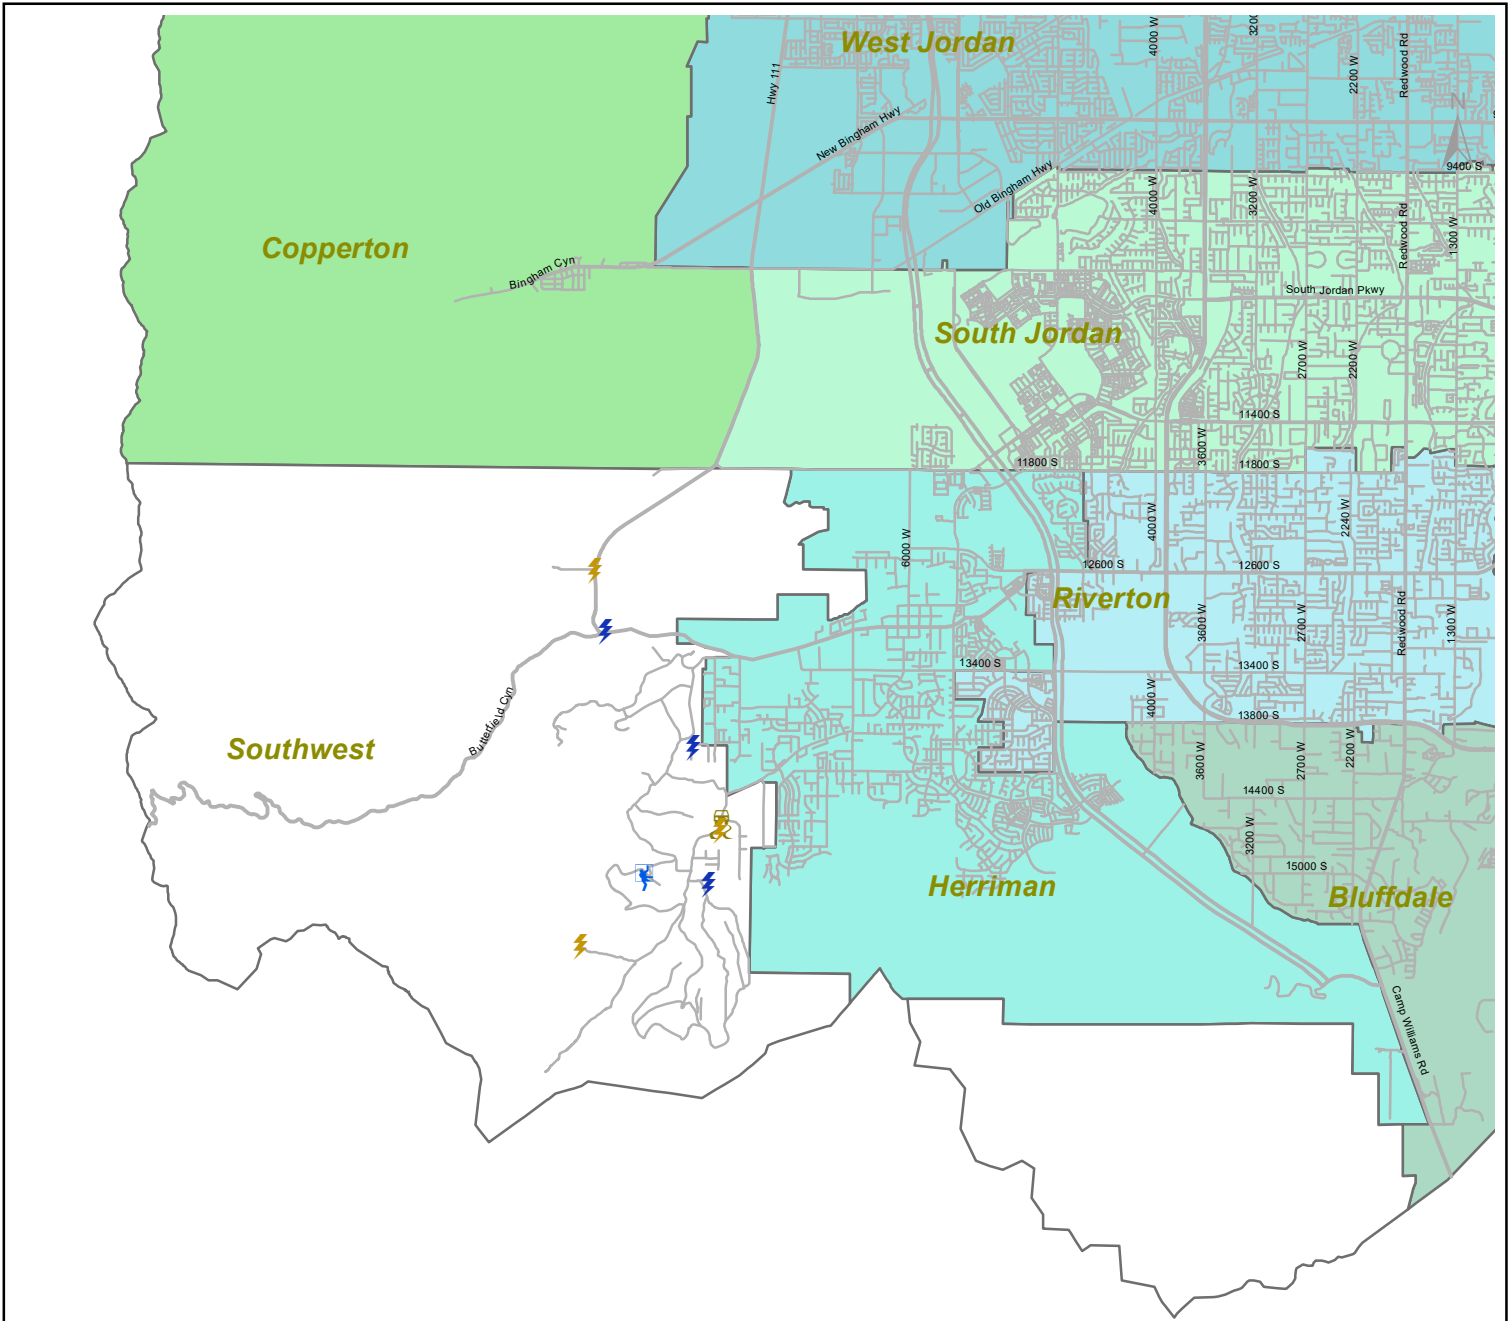 West Jordan
4000 W
3200
2200 W
Redwood Rd
Hwy 111
New Bingham Hwy
N
Old Bingham Hwy
9400 S
4000 W
3200 W
Redwood Rd
1300 W
Copperton
Bingham Cyn
South Jordan Pkwy
South Jordan
2700 W
2200 W
11400 S
3600 W
11800 S
11800 S
4000 W
2240 W
6000 W
12600 S
12600 S
Riverton
3600 W
2700 W
Redwood Rd
1300 W
13400 S
13400 S
4000 W
13800 S
Butterfield Cyn
Southwest
3600 W
2700 W
2200 W
14400 S
3200 W
15000 S
Herriman
Bluffdale
Camp Williams Rd